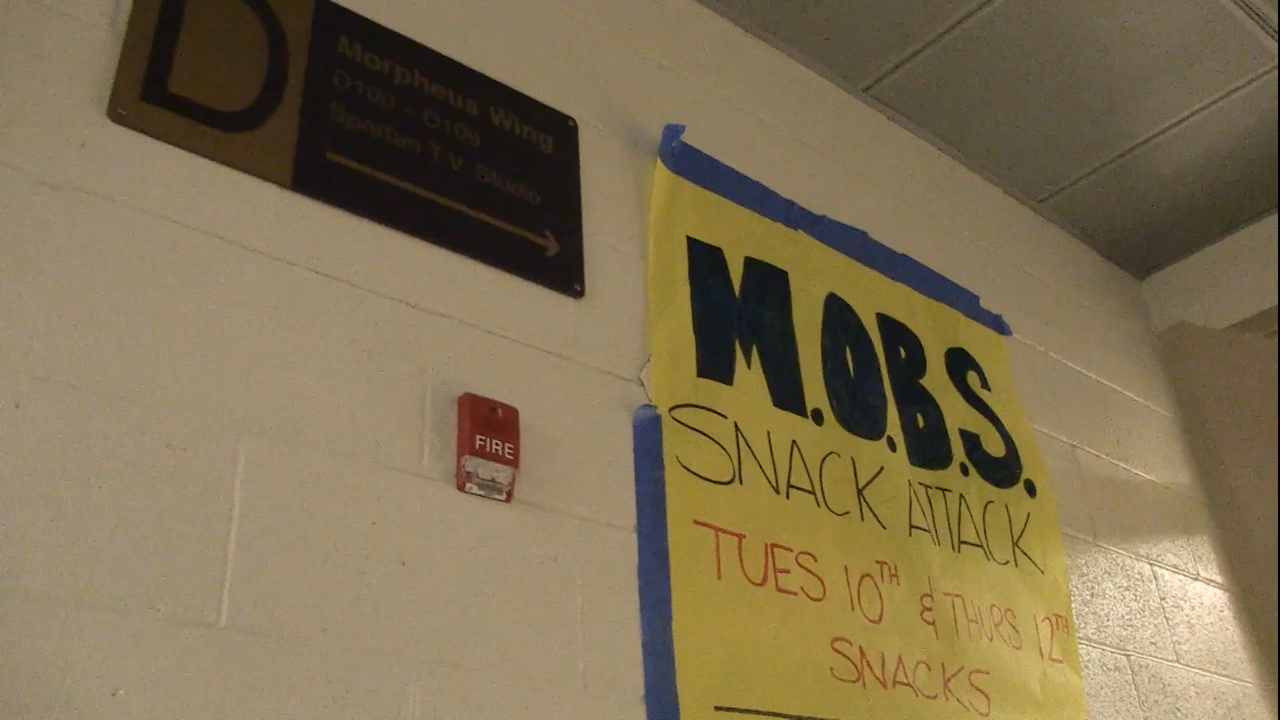 D
Morpheus Wing
D100 - D109
Spartan T.V. Studio
FIRE
M.O.B.S.
SNACK ATTACK
TUES 10TH & THURS 12TH
SNACKS